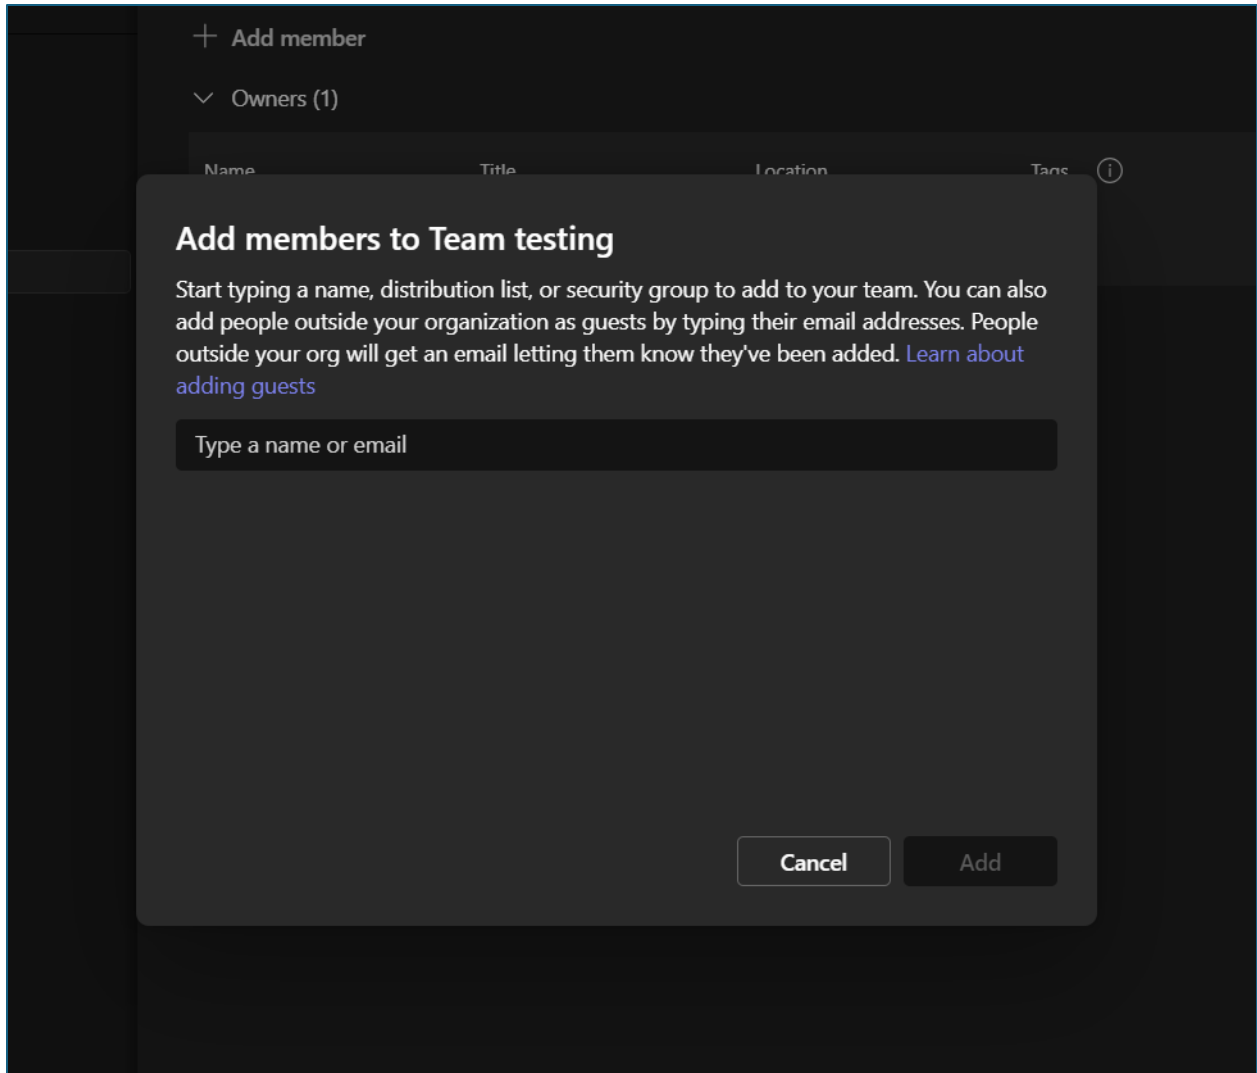 Add member
Owners (1)
Name Title Location Tags
Add members to Team testing
Start typing a name, distribution list, or security group to add to your team. You can also
add people outside your organization as guests by typing their email addresses. People
outside your org will get an email letting them know they've been added. Learn about
adding guests
Type a name or email
Cancel Add